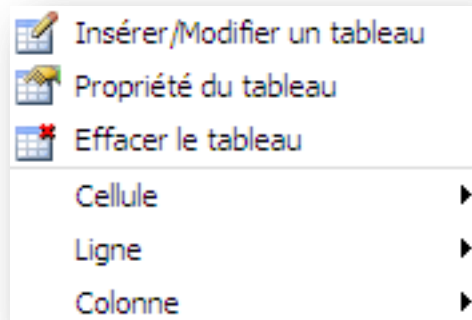 Insérer/Modifier un tableau
Propriété du tableau
Effacer le tableau
Cellule
Ligne
Colonne